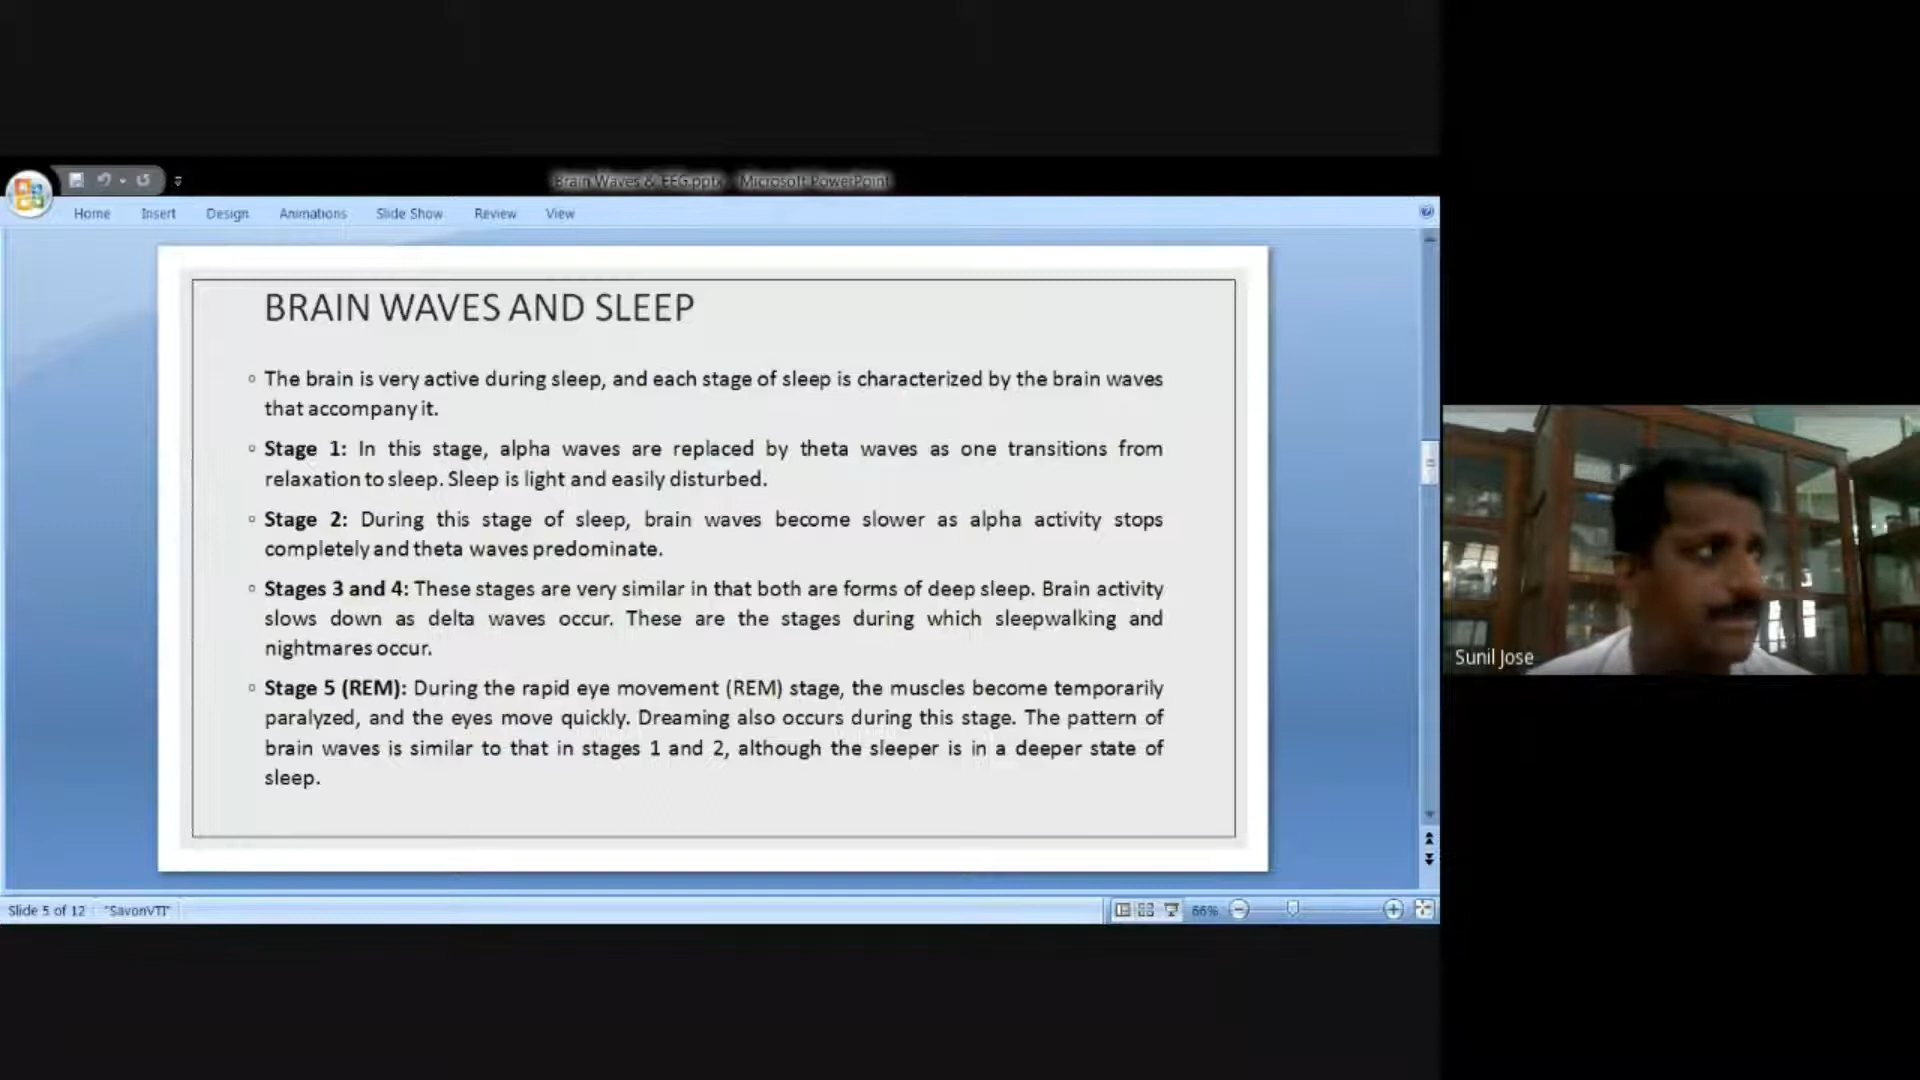 Brain Waves & EEG.pptx - Microsoft PowerPoint
Home Insert Design Animations Slide Show Review View
BRAIN WAVES AND SLEEP
The brain is very active during sleep, and each stage of sleep is characterized by the brain waves
that accompany it.
Stage 1: In this stage, alpha waves are replaced by theta waves as one transitions from
relaxation to sleep. Sleep is light and easily disturbed.
Stage 2: During this stage of sleep, brain waves become slower as alpha activity stops
completely and theta waves predominate.
Stages 3 and 4: These stages are very similar in that both are forms of deep sleep. Brain activity
slows down as delta waves occur. These are the stages during which sleepwalking and
nightmares occur.
Stage 5 (REM): During the rapid eye movement (REM) stage, the muscles become temporarily
paralyzed, and the eyes move quickly. Dreaming also occurs during this stage. The pattern of
brain waves is similar to that in stages 1 and 2, although the sleeper is in a deeper state of
sleep.
Sunil Jose
Slide 5 of 12 "SavonVTI" 66%